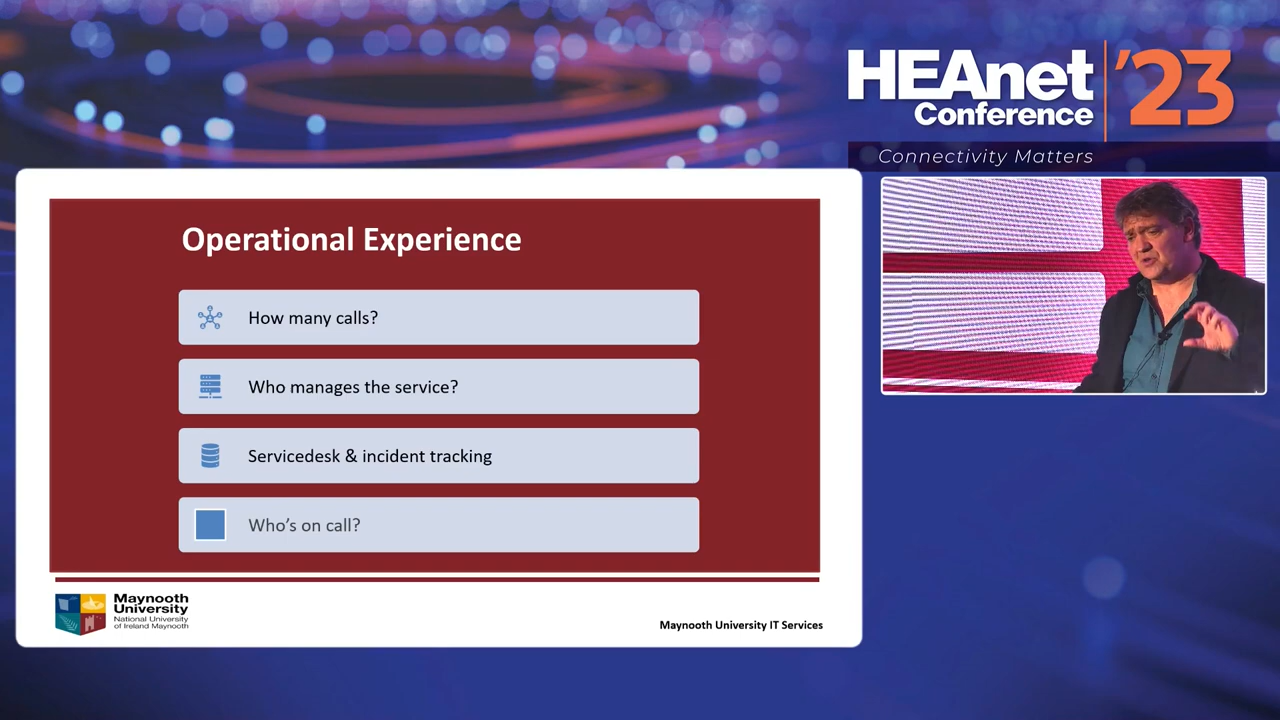 HEAnet
Conference
'23
Connectivity Matters
Operational Experience
How many calls?
Who manages the service?
Servicedesk & incident tracking
Who's on call?
Maynooth
University
National University
of Ireland Maynooth
Maynooth University IT Services